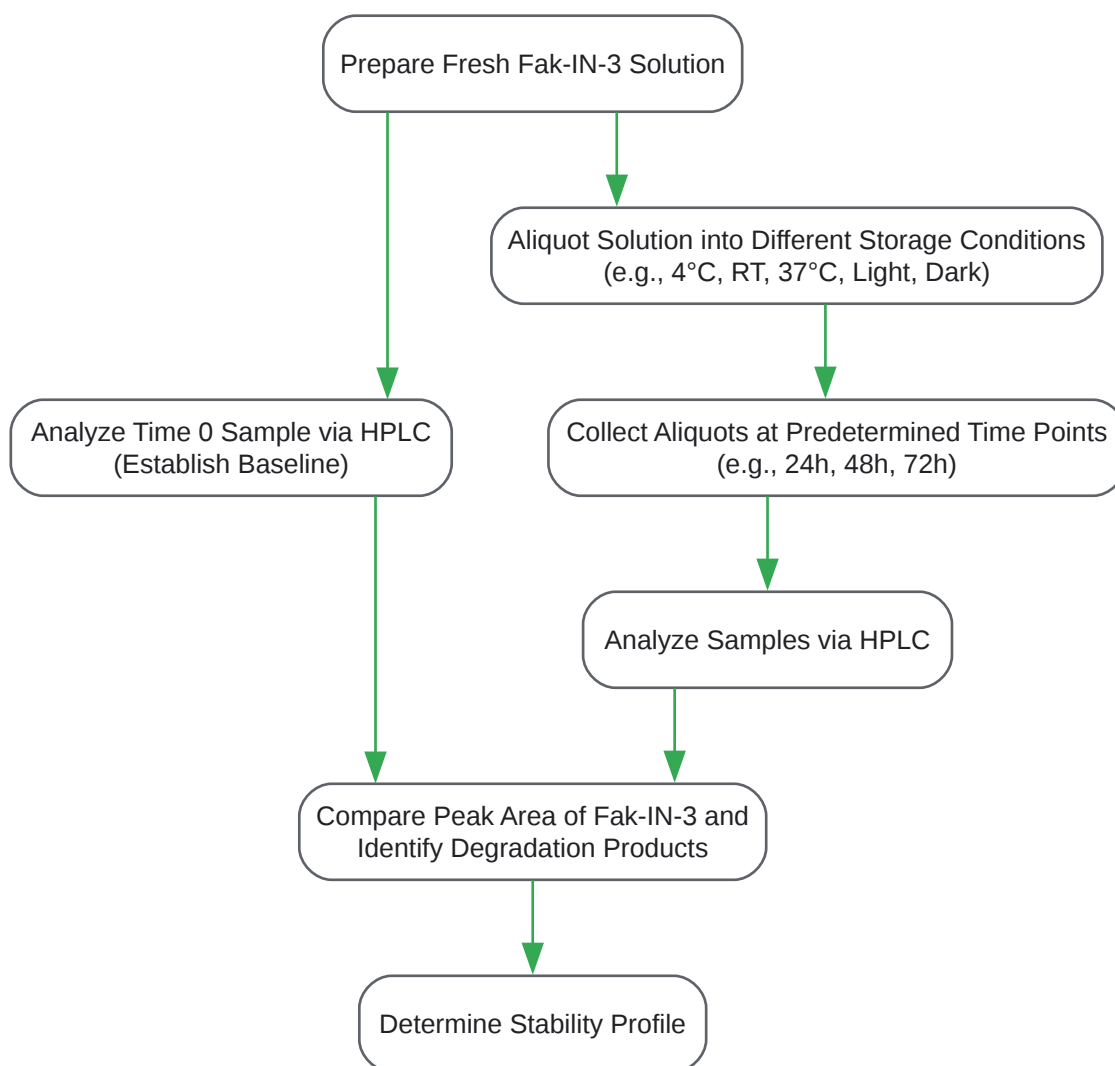 Prepare Fresh Fak-IN-3 Solution
Aliquot Solution into Different Storage Conditions
(e.g., 4°C, RT, 37°C, Light, Dark)
Analyze Time 0 Sample via HPLC
(Establish Baseline)
Collect Aliquots at Predetermined Time Points
(e.g., 24h, 48h, 72h)
Analyze Samples via HPLC
Compare Peak Area of Fak-IN-3 and
Identify Degradation Products
Determine Stability Profile